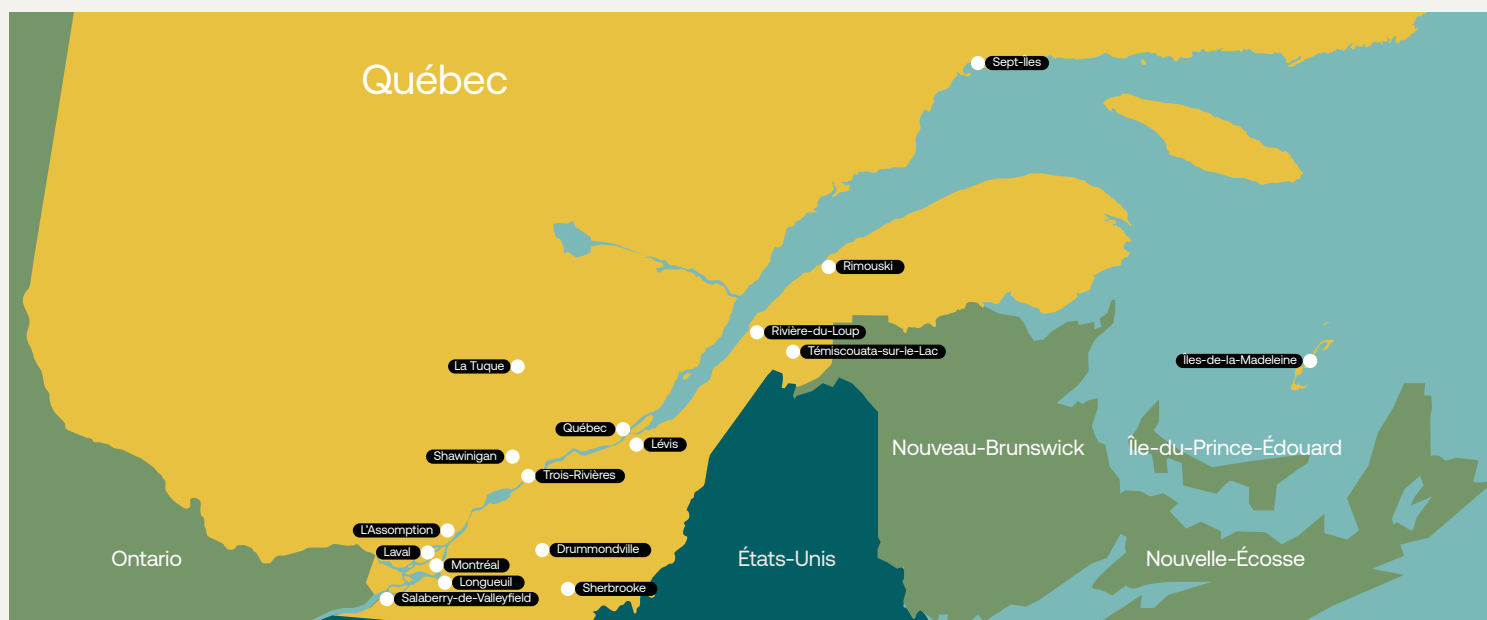 Sept-Îles
Québec
Rimouski
Rivière-du-Loup
Témiscouata-sur-le-Lac
Îles-de-la-Madeleine
La Tuque
Québec
Lévis
Nouveau-Brunswick
Île-du-Prince-Édouard
Shawinigan
Trois-Rivières
L'Assomption
Laval
Drummondville
Ontario
États-Unis
Nouvelle-Écosse
Montréal
Longueuil
Sherbrooke
Salaberry-de-Valleyfield